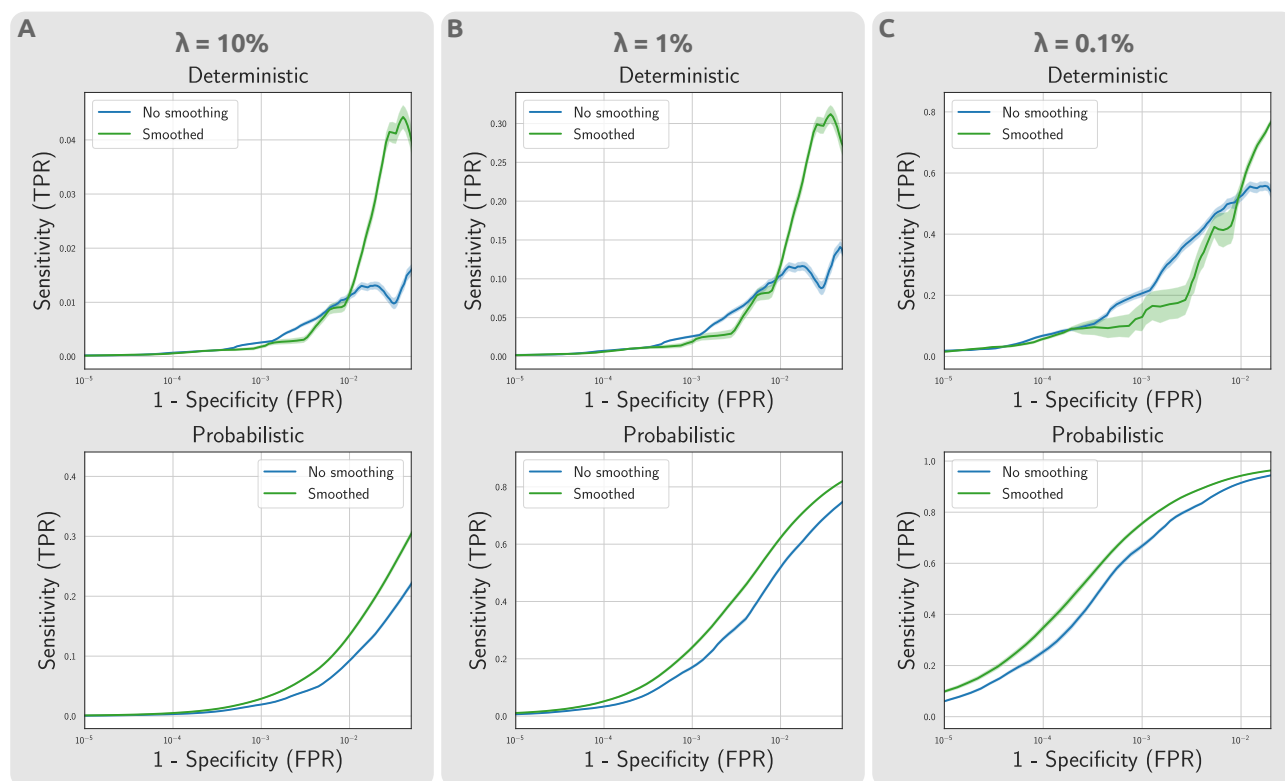 A
λ = 10%
Deterministic
No smoothing
Smoothed
Sensitivity (TPR)
0.04
0.03
0.02
0.01
0.00
10⁻⁵
10⁻⁴
10⁻³
10⁻²
1 - Specificity (FPR)
Probabilistic
No smoothing
Smoothed
Sensitivity (TPR)
0.4
0.3
0.2
0.1
0.0
10⁻⁵
10⁻⁴
10⁻³
10⁻²
1 - Specificity (FPR)
B
λ = 1%
Deterministic
No smoothing
Smoothed
Sensitivity (TPR)
0.30
0.25
0.20
0.15
0.10
0.05
0.00
10⁻⁵
10⁻⁴
10⁻³
10⁻²
1 - Specificity (FPR)
Probabilistic
No smoothing
Smoothed
Sensitivity (TPR)
0.8
0.6
0.4
0.2
0.0
10⁻⁵
10⁻⁴
10⁻³
10⁻²
1 - Specificity (FPR)
C
λ = 0.1%
Deterministic
No smoothing
Smoothed
Sensitivity (TPR)
0.8
0.6
0.4
0.2
0.0
10⁻⁵
10⁻⁴
10⁻³
10⁻²
1 - Specificity (FPR)
Probabilistic
No smoothing
Smoothed
Sensitivity (TPR)
1.0
0.8
0.6
0.4
0.2
0.0
10⁻⁵
10⁻⁴
10⁻³
10⁻²
1 - Specificity (FPR)